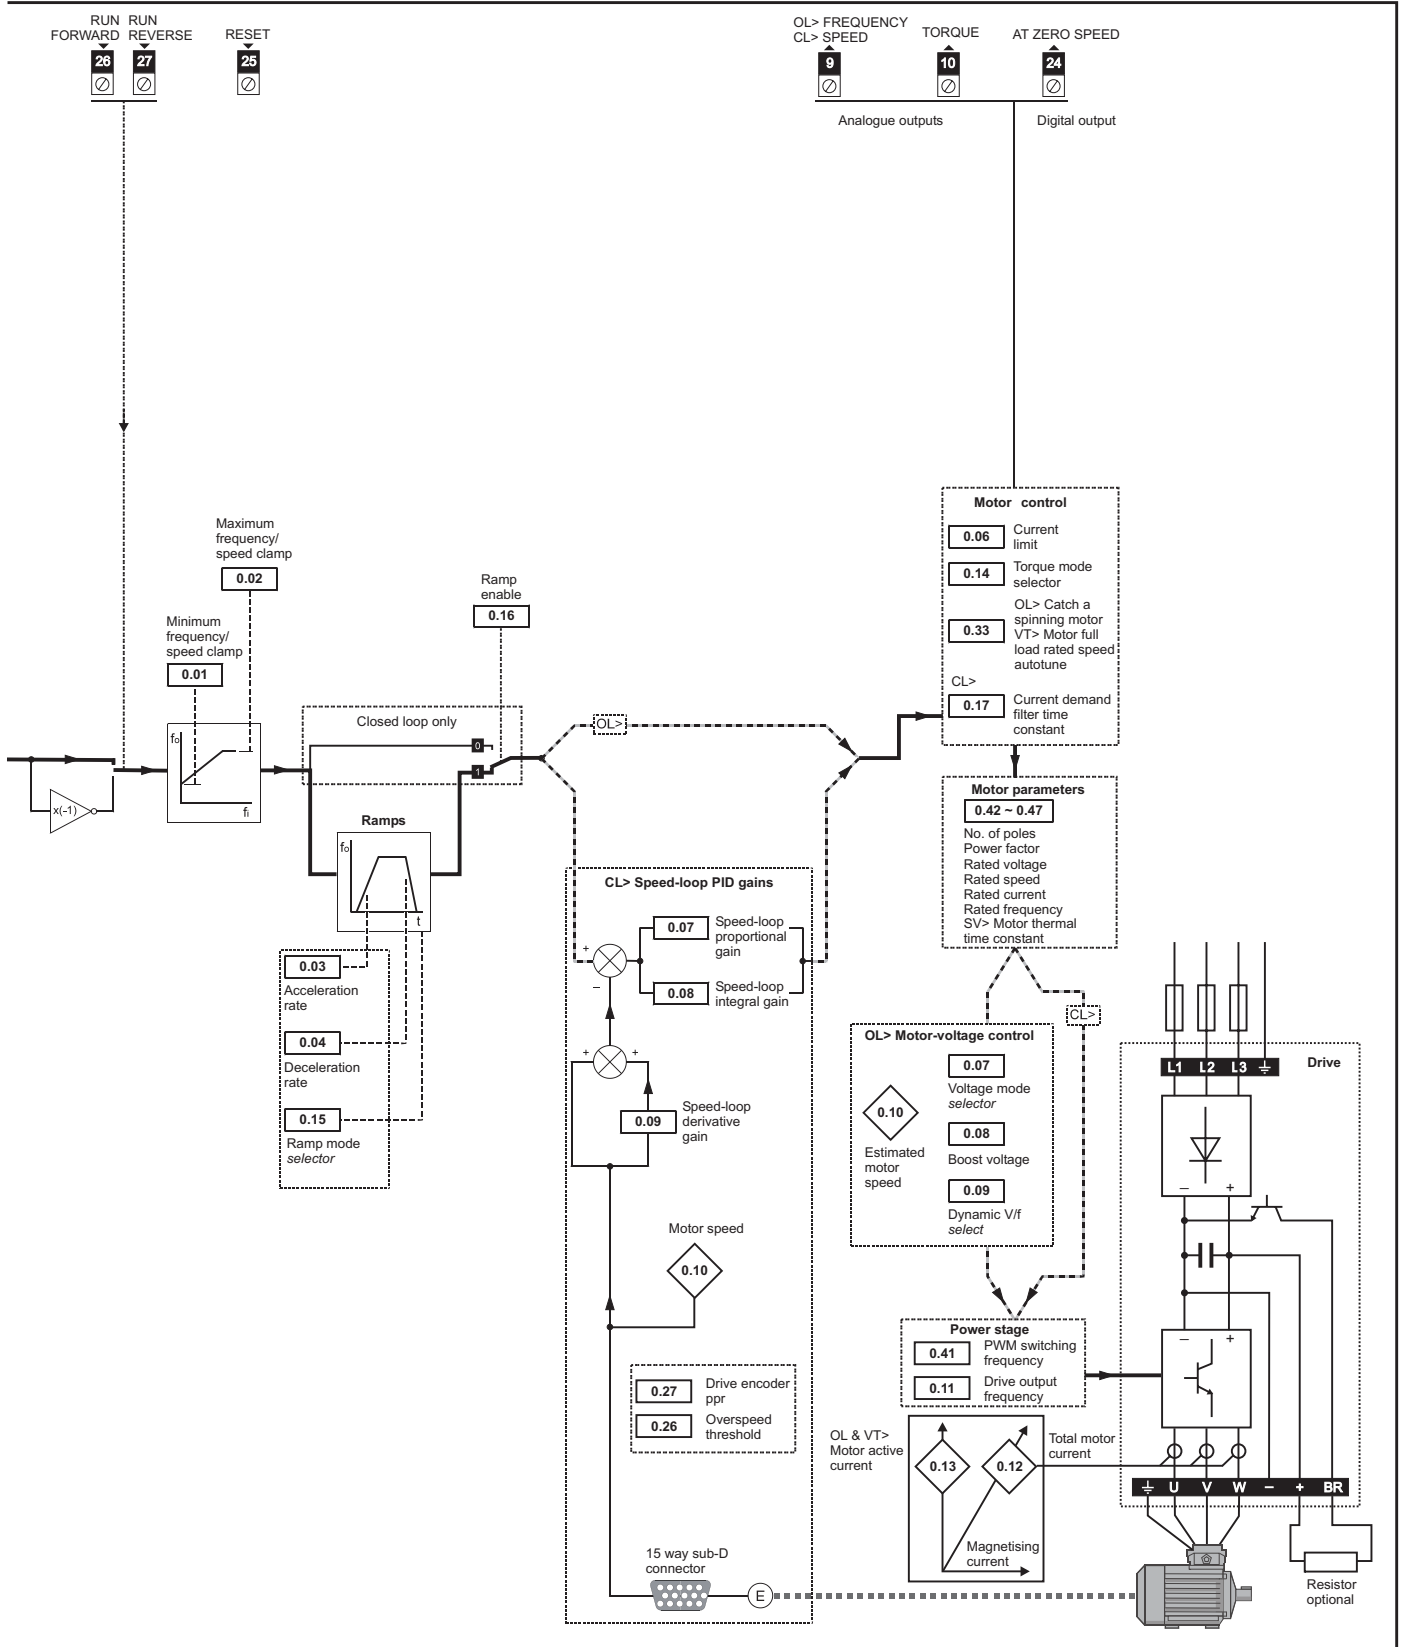 RUN FORWARD
RUN REVERSE
RESET
26
27
25
OL> FREQUENCY
CL> SPEED
TORQUE
AT ZERO SPEED
9
10
24
Analogue outputs
Digital output
Maximum
frequency/
speed clamp
0.02
Minimum
frequency/
speed clamp
0.01
Ramp
enable
0.16
Closed loop only
0
1
x(-1)
fo
fi
Ramps
fo
t
0.03
Acceleration
rate
0.04
Deceleration
rate
0.15
Ramp mode
selector
OL>
CL> Speed-loop PID gains
+
–
0.07
Speed-loop
proportional
gain
0.08
Speed-loop
integral gain
+
+
0.09
Speed-loop
derivative
gain
Motor speed
0.10
0.27
Drive encoder
ppr
0.26
Overspeed
threshold
15 way sub-D
connector
E
Motor control
0.06
Current
limit
0.14
Torque mode
selector
0.33
OL> Catch a
spinning motor
VT> Motor full
load rated speed
autotune
CL>
0.17
Current demand
filter time
constant
Motor parameters
0.42 ~ 0.47
No. of poles
Power factor
Rated voltage
Rated speed
Rated current
Rated frequency
SV> Motor thermal
time constant
CL>
OL> Motor-voltage control
0.10
Estimated
motor
speed
0.07
Voltage mode
selector
0.08
Boost voltage
0.09
Dynamic V/f
select
Power stage
0.41
PWM switching
frequency
0.11
Drive output
frequency
OL & VT>
Motor active
current
0.13
0.12
Total motor
current
Magnetising
current
L1 L2 L3
Drive
– +
– +
U V W – + BR
Resistor
optional